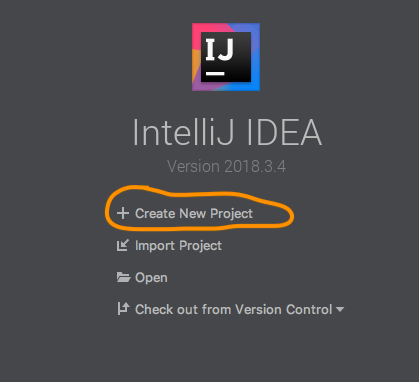 IJ
IntelliJ IDEA
Version 2018.3.4
Create New Project
Import Project
Open
Check out from Version Control